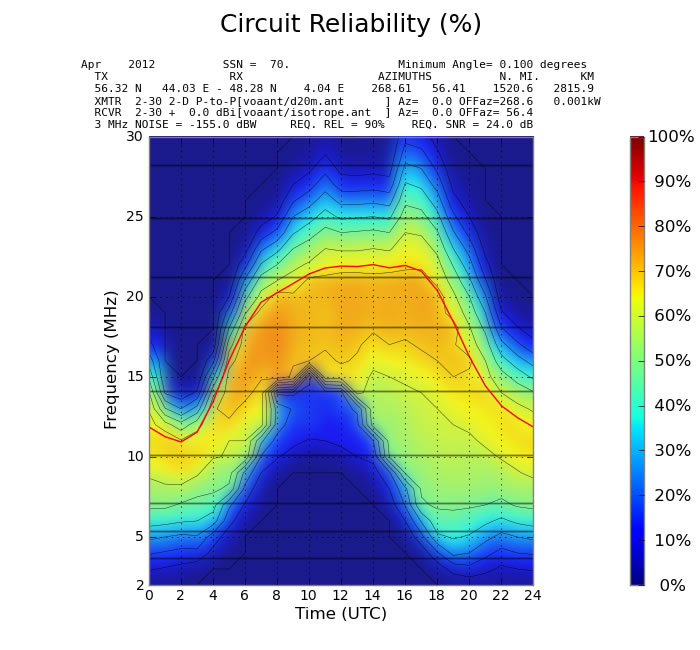 Circuit Reliability (%)
Apr    2012          SSN =  70.                Minimum Angle= 0.100 degrees
TX                  RX                    AZIMUTHS          N. MI.      KM
56.32 N   44.03 E - 48.28 N    4.04 E    268.61   56.41    1520.6   2815.9
XMTR  2-30 2-D P-to-P[voaant/d20m.ant      ] Az=  0.0 OFFaz=268.6   0.001kW
RCVR  2-30 +  0.0 dBi[voaant/isotrope.ant  ] Az=  0.0 OFFaz= 56.4
3 MHz NOISE = -155.0 dBW     REQ. REL = 90%    REQ. SNR = 24.0 dB
30
25
20
15
10
5
2
Frequency (MHz)
0 2 4 6 8 10 12 14 16 18 20 22 24
Time (UTC)
100%
90%
80%
70%
60%
50%
40%
30%
20%
10%
0%